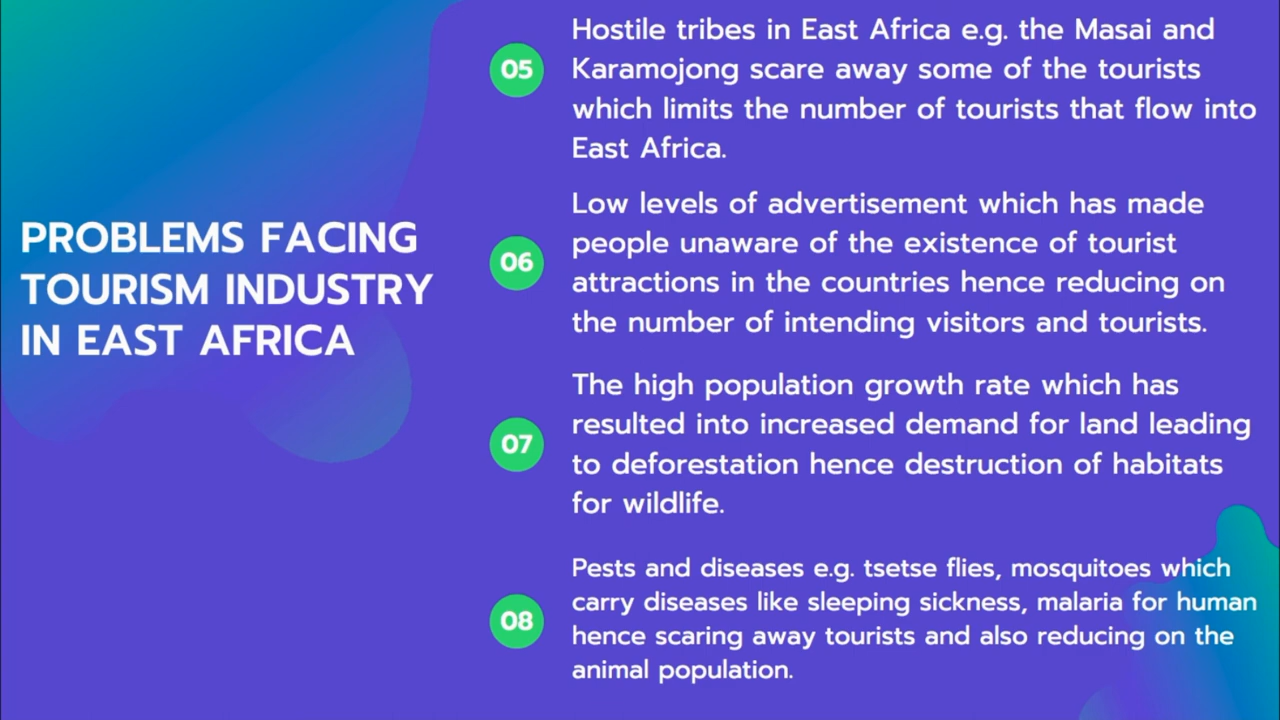 PROBLEMS FACING
TOURISM INDUSTRY
IN EAST AFRICA
05
Hostile tribes in East Africa e.g. the Masai and
Karamojong scare away some of the tourists
which limits the number of tourists that flow into
East Africa.
06
Low levels of advertisement which has made
people unaware of the existence of tourist
attractions in the countries hence reducing on
the number of intending visitors and tourists.
07
The high population growth rate which has
resulted into increased demand for land leading
to deforestation hence destruction of habitats
for wildlife.
08
Pests and diseases e.g. tsetse flies, mosquitoes which
carry diseases like sleeping sickness, malaria for human
hence scaring away tourists and also reducing on the
animal population.